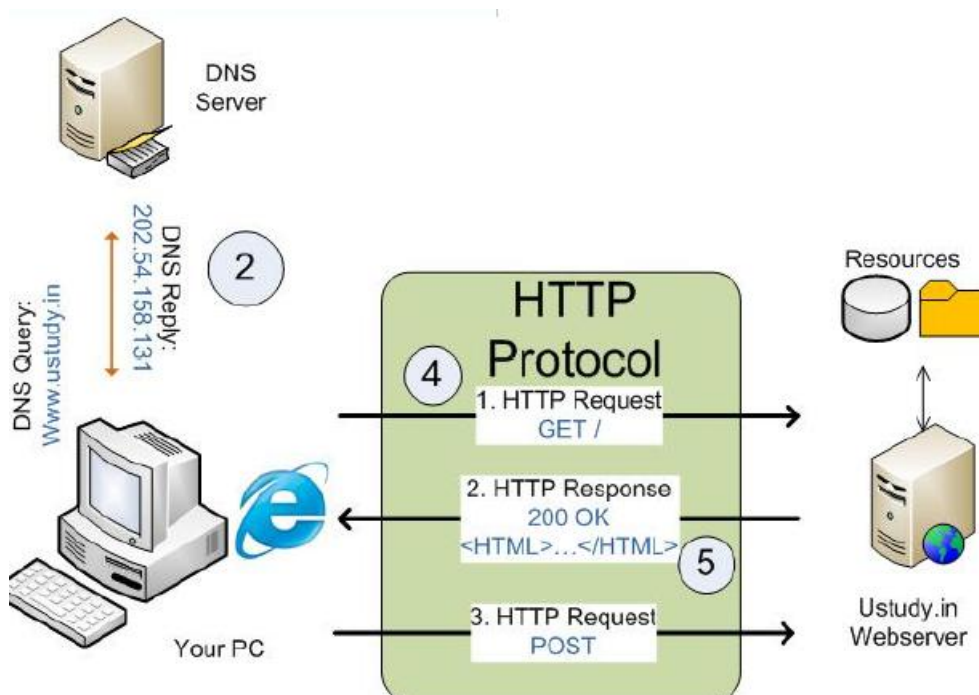 DNS
Server
DNS Query:
Www.ustupy.in
DNS Reply:
202.54.158.131
2
HTTP
Protocol
4
1. HTTP Request
GET /
2. HTTP Response
200 OK
<HTML>...</HTML>
5
3. HTTP Request
POST
Your PC
Resources
Ustudy.in
Webserver